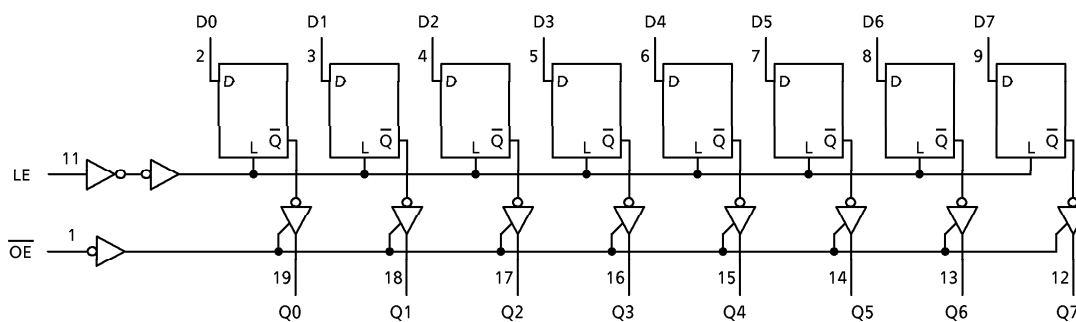 D0 D1 D2 D3 D4 D5 D6 D7
2 3 4 5 6 7 8 9
D D D D D D D D
Q̅ Q̅ Q̅ Q̅ Q̅ Q̅ Q̅ Q̅
L L L L L L L L
11
LE
1
O̅E̅
19 18 17 16 15 14 13 12
Q0 Q1 Q2 Q3 Q4 Q5 Q6 Q7